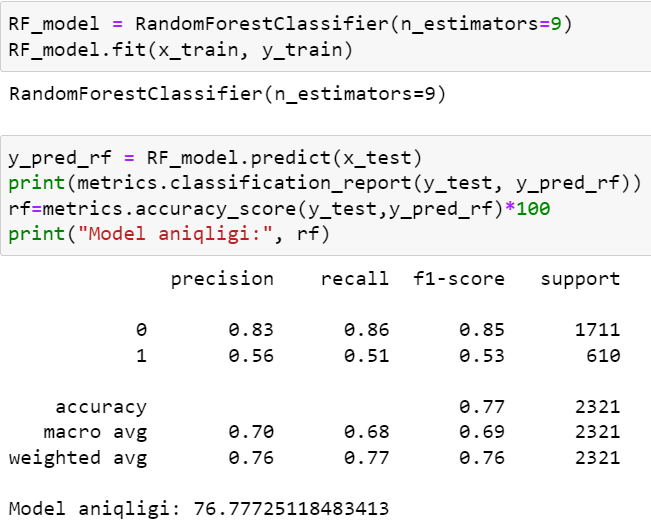 RF_model = RandomForestClassifier(n_estimators=9)
RF_model.fit(x_train, y_train)
RandomForestClassifier(n_estimators=9)
y_pred_rf = RF_model.predict(x_test)
print(metrics.classification_report(y_test, y_pred_rf))
rf=metrics.accuracy_score(y_test,y_pred_rf)*100
print("Model aniqligi:", rf)
precision recall f1-score support
0 0.83 0.86 0.85 1711
1 0.56 0.51 0.53 610
accuracy 0.77 2321
macro avg 0.70 0.68 0.69 2321
weighted avg 0.76 0.77 0.76 2321
Model aniqligi: 76.77725118483413